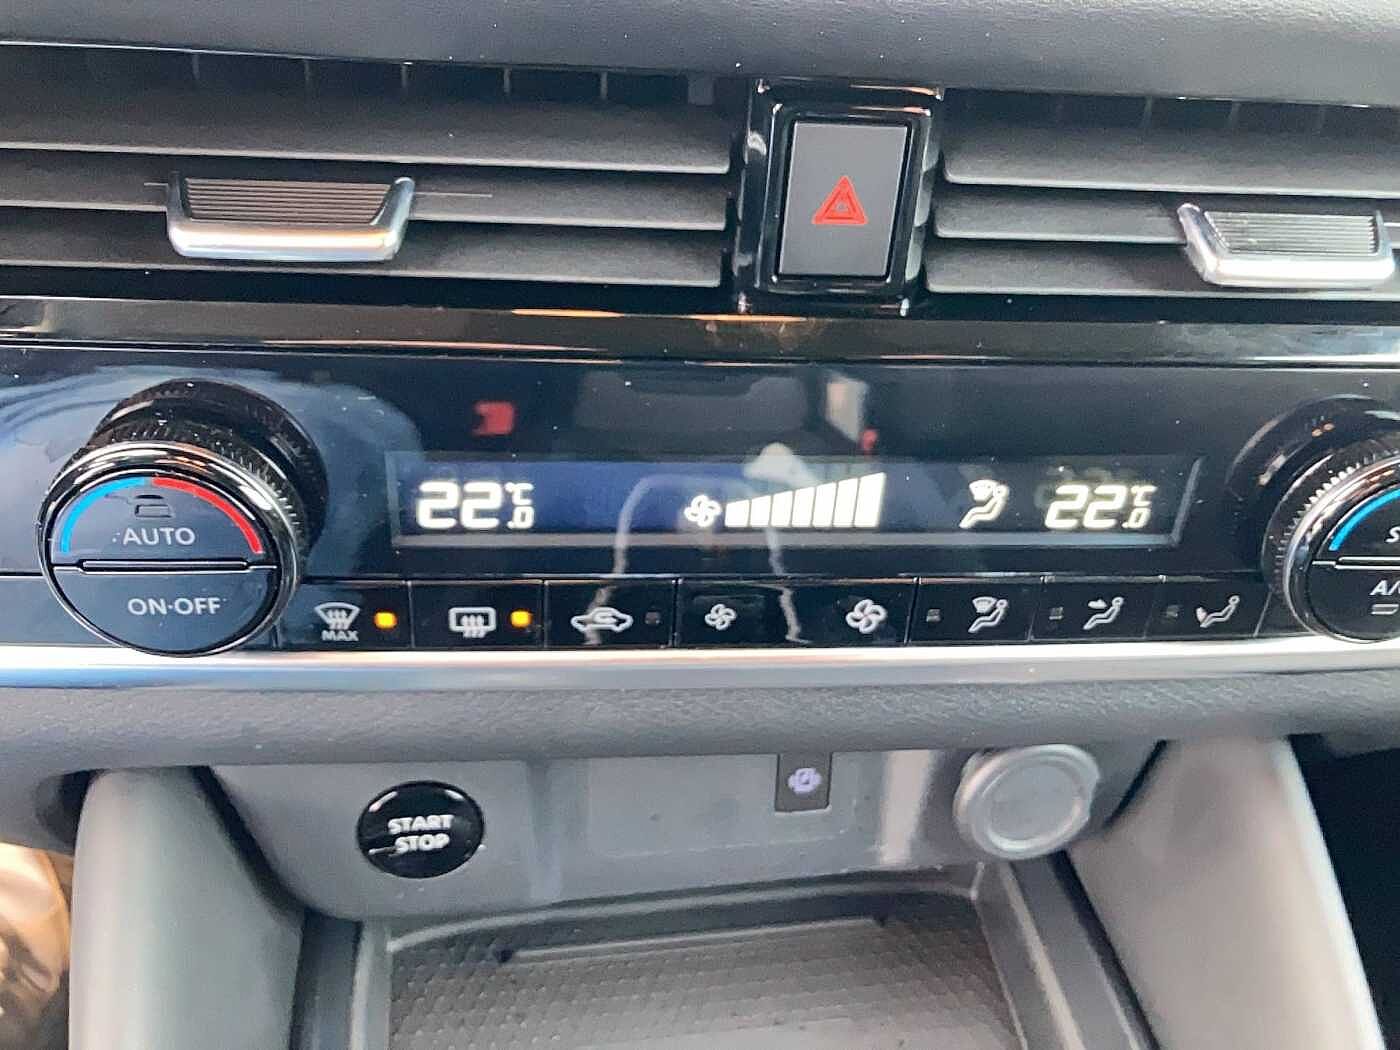 22.0°C
22.0°C
AUTO
ON·OFF
MAX
A/
START
STOP